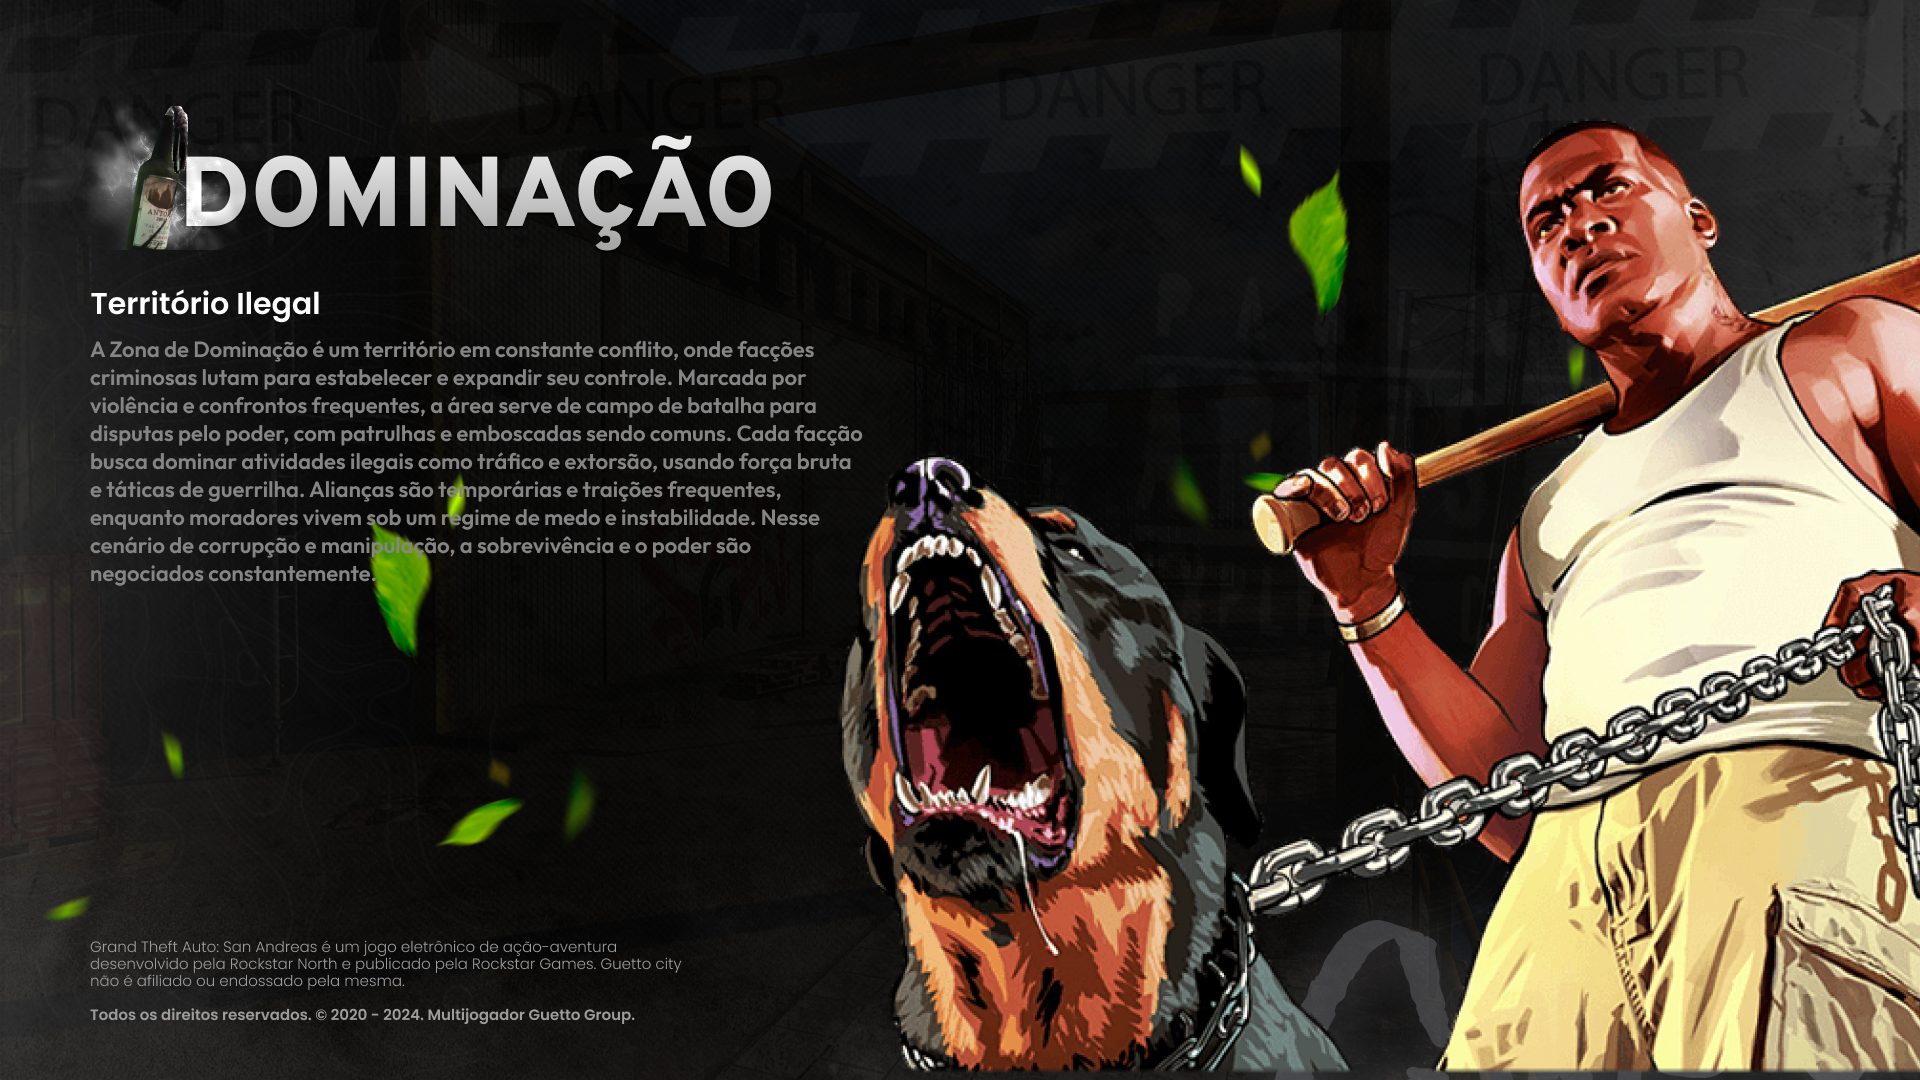 DANGER DANGER DANGER DANGER
DOMINAÇÃO
Território Ilegal
A Zona de Dominação é um território em constante conflito, onde facções
criminosas lutam para estabelecer e expandir seu controle. Marcada por
violência e confrontos frequentes, a área serve de campo de batalha para
disputas pelo poder, com patrulhas e emboscadas sendo comuns. Cada facção
busca dominar atividades ilegais como tráfico e extorsão, usando força bruta
e táticas de guerrilha. Alianças são temporárias e traições frequentes,
enquanto moradores vivem sob um regime de medo e instabilidade. Nesse
cenário de corrupção e manipulação, a sobrevivência e o poder são
negociados constantemente.
Grand Theft Auto: San Andreas é um jogo eletrônico de ação-aventura
desenvolvido pela Rockstar North e publicado pela Rockstar Games. Guetto city
não é afiliado ou endossado pela mesma.
Todos os direitos reservados. © 2020 - 2024. Multijogador Guetto Group.